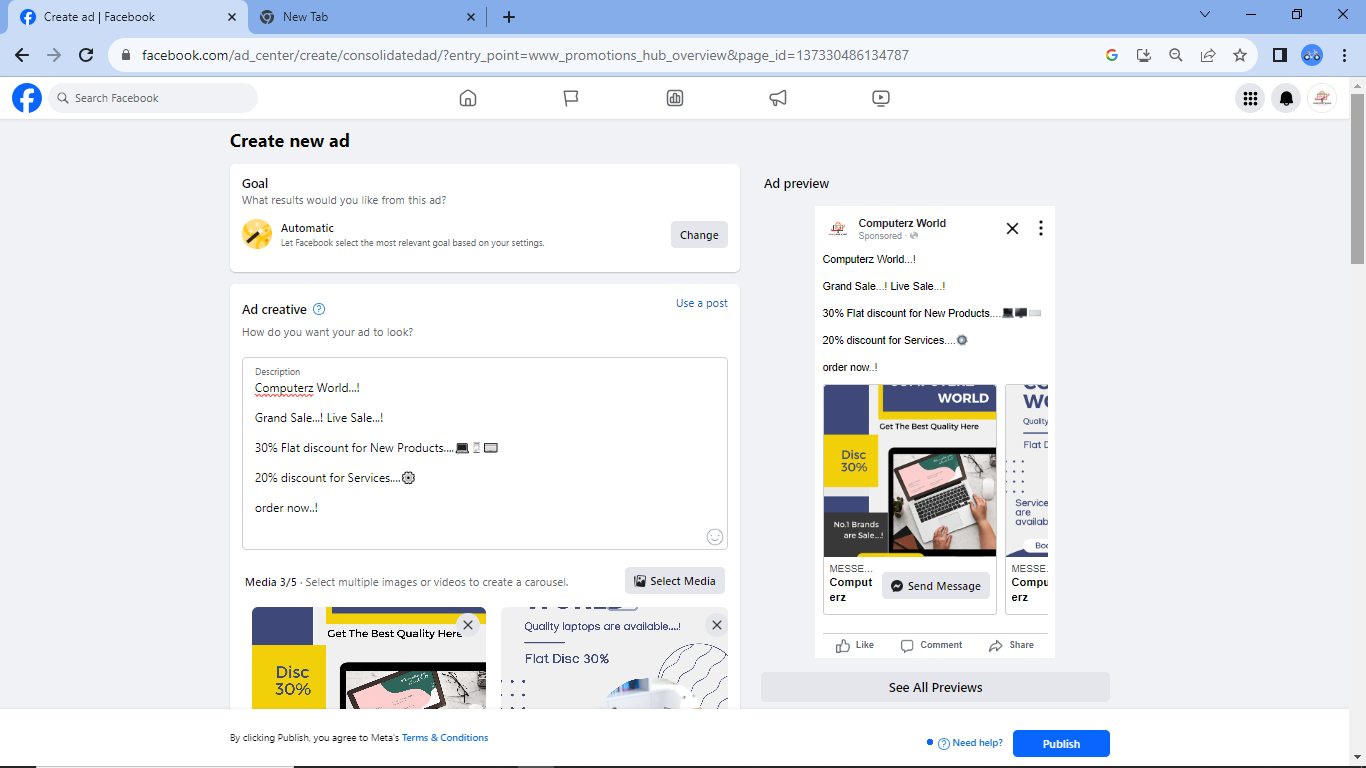 Create ad | Facebook
New Tab
facebook.com/ad_center/create/consolidatedad/?entry_point=www_promotions_hub_overview&page_id=137330486134787
Search Facebook
Create new ad
Goal
What results would you like from this ad?
Automatic
Let Facebook select the most relevant goal based on your settings.
Change
Ad creative
Use a post
How do you want your ad to look?
Description
Computerz World...!
Grand Sale...! Live Sale...!
30% Flat discount for New Products....💻🖥⌨
20% discount for Services....⚙
order now..!
Media 3/5 · Select multiple images or videos to create a carousel.
Select Media
Get The Best Quality Here
Disc
30%
Quality laptops are available....!
Flat Disc 30%
Ad preview
Computerz World
Sponsored ·
Computerz World...!
Grand Sale...! Live Sale...!
30% Flat discount for New Products....💻🖥⌨
20% discount for Services....⚙
order now..!
WORLD
Get The Best Quality Here
Disc
30%
No.1 Brands
are Sale...!
Quality
Flat D
Service
are
availab
Boo
MESSE...
Comput
erz
Send Message
MESSE...
Compu
erz
Like
Comment
Share
See All Previews
By clicking Publish, you agree to Meta's Terms & Conditions
Need help?
Publish